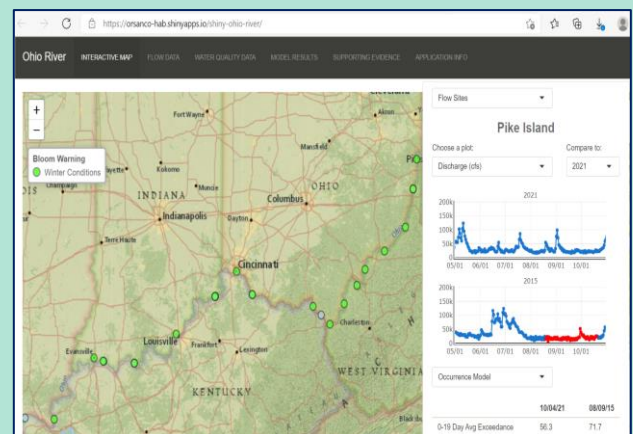 https://orsanco-hab.shinyapps.io/shiny-ohio-river/
Ohio River INTERACTIVE MAP FLOW DATA WATER QUALITY DATA MODEL RESULTS SUPPORTING EVIDENCE APPLICATION INFO
+
−
Bloom Warning
Winter Conditions
Cleveland
Akron
Fort Wayne
Mansfield
Kokomo
Muncie
Champaign
INDIANA
OHIO
Columbus
Indianapolis
Dayton
Terre Haute
Cincinnati
Charleston
Louisville
Frankfort
Lexington
Evansville
WEST VIRGINIA
KENTUCKY
Flow Sites
Pike Island
Choose a plot: Compare to:
Discharge (cfs) 2021
2021
200k
150k
100k
50k
0
05/01 06/01 07/01 08/01 09/01 10/01
2015
200k
150k
100k
50k
0
05/01 06/01 07/01 08/01 09/01 10/01
Occurrence Model
10/04/21 08/09/15
0-19 Day Avg Exceedance 56.3 71.7